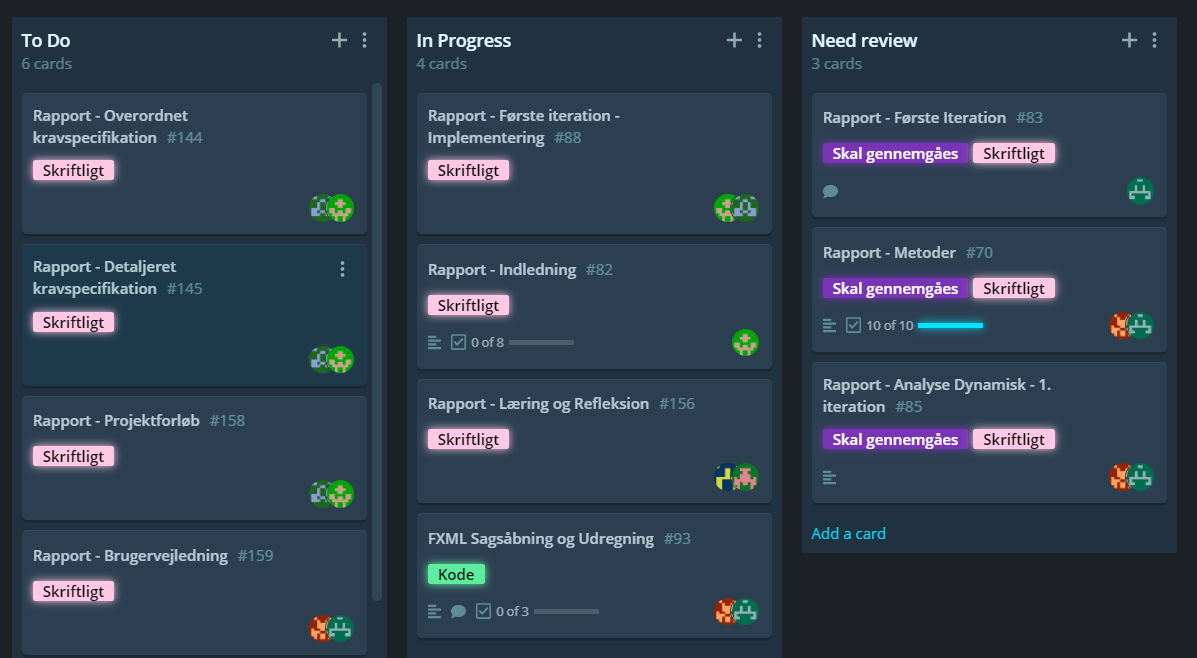 To Do
6 cards
Rapport - Overordnet
kravspecifikation #144
Skriftligt
Rapport - Detaljeret
kravspecifikation #145
Skriftligt
Rapport - Projektforløb #158
Skriftligt
Rapport - Brugervejledning #159
Skriftligt
In Progress
4 cards
Rapport - Første iteration -
Implementering #88
Skriftligt
Rapport - Indledning #82
Skriftligt
0 of 8
Rapport - Læring og Refleksion #156
Skriftligt
FXML Sagsåbning og Udregning #93
Kode
0 of 3
Need review
3 cards
Rapport - Første Iteration #83
Skal gennemgåes Skriftligt
Rapport - Metoder #70
Skal gennemgåes Skriftligt
10 of 10
Rapport - Analyse Dynamisk - 1.
iteration #85
Skal gennemgåes Skriftligt
Add a card